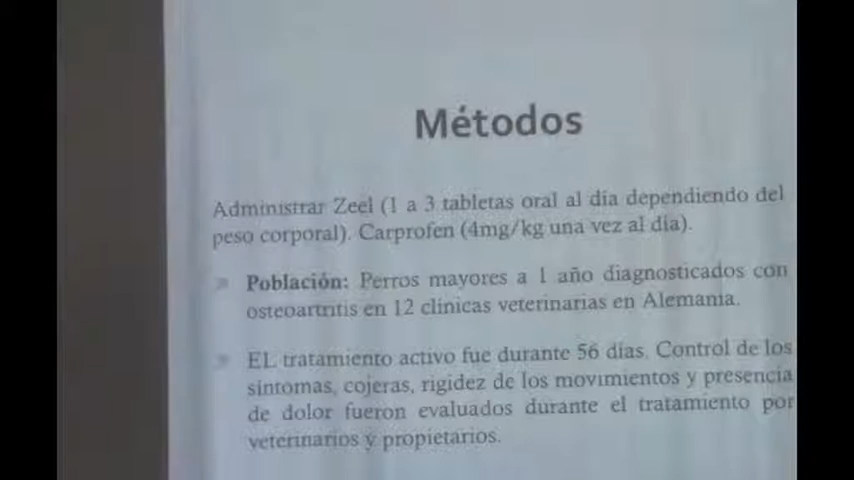 Métodos
Administrar Zeel (1 a 3 tabletas oral al día dependiendo del
peso corporal). Carprofen (4mg/kg una vez al día).
» Población: Perros mayores a 1 año diagnosticados con
osteoartritis en 12 clínicas veterinarias en Alemania.
» EL tratamiento activo fue durante 56 días. Control de los
síntomas, cojeras, rigidez de los movimientos y presencia
de dolor fueron evaluados durante el tratamiento por
veterinarios y propietarios.